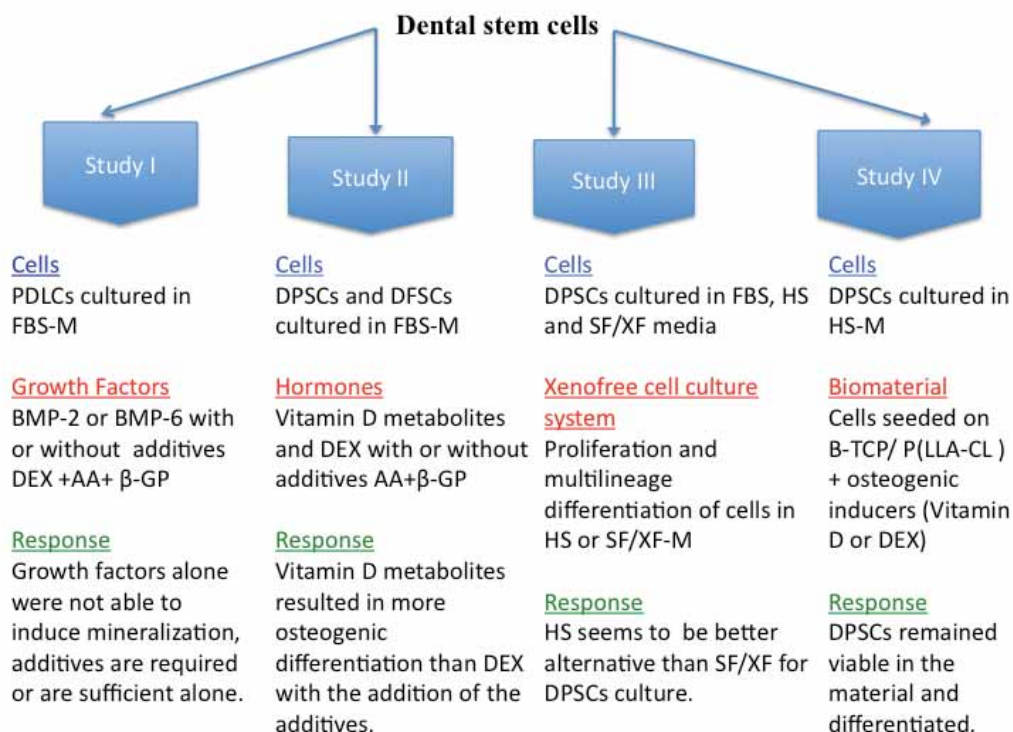 Dental stem cells
Study I
Study II
Study III
Study IV
Cells
PDLCs cultured in
FBS-M
Growth Factors
BMP-2 or BMP-6 with
or without additives
DEX +AA+ β-GP
Response
Growth factors alone
were not able to
induce mineralization,
additives are required
or are sufficient alone.
Cells
DPSCs and DFSCs
cultured in FBS-M
Hormones
Vitamin D metabolites
and DEX with or without
additives AA+β-GP
Response
Vitamin D metabolites
resulted in more
osteogenic
differentiation than DEX
with the addition of the
additives.
Cells
DPSCs cultured in FBS, HS
and SF/XF media
Xenofree cell culture
system
Proliferation and
multilineage
differentiation of cells in
HS or SF/XF-M
Response
HS seems to be better
alternative than SF/XF for
DPSCs culture.
Cells
DPSCs cultured in
HS-M
Biomaterial
Cells seeded on
B-TCP/ P(LLA-CL )
+ osteogenic
inducers (Vitamin
D or DEX)
Response
DPSCs remained
viable in the
material and
differentiated.